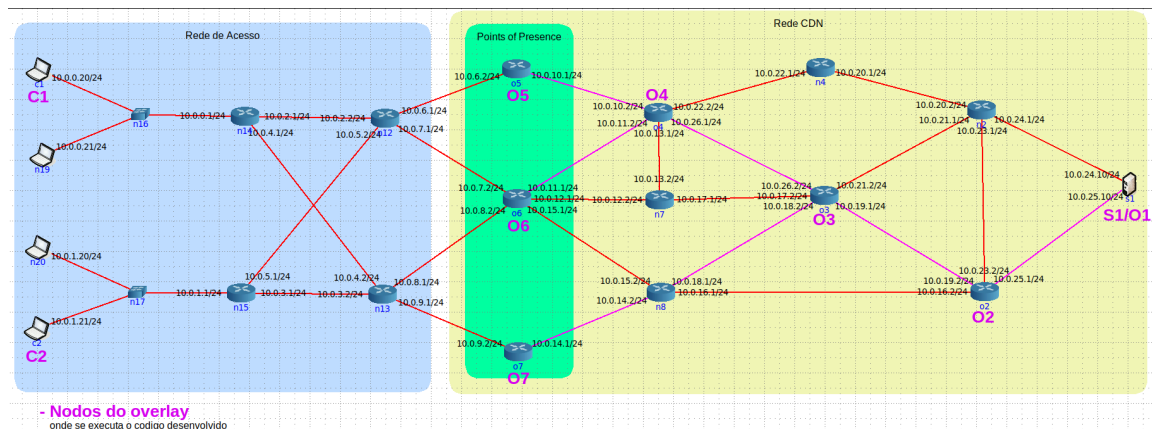 Rede de Acesso
Points of Presence
Rede CDN
10.0.0.20/24
c1
C1
n16
10.0.0.1/24
n14
10.0.2.1/24
10.0.4.1/24
10.0.0.21/24
n19
10.0.2.2/24
10.0.5.2/24
n12
10.0.6.1/24
10.0.7.1/24
10.0.6.2/24
10.0.10.1/24
o5
O5
O4
10.0.10.2/24
10.0.22.2/24
10.0.11.2/24
10.0.26.1/24
10.0.13.1/24
10.0.22.1/24
10.0.20.1/24
n4
10.0.20.2/24
10.0.21.1/24
10.0.24.1/24
10.0.23.1/24
10.0.24.10/24
10.0.25.10/24
s1
S1/O1
10.0.7.2/24
10.0.11.1/24
10.0.12.1/24
10.0.8.2/24
10.0.15.1/24
o6
O6
10.0.13.2/24
10.0.12.2/24
10.0.17.1/24
n7
10.0.26.2/24
10.0.17.2/24
10.0.21.2/24
10.0.18.2/24
10.0.19.1/24
o3
O3
n20
10.0.1.20/24
n17
10.0.1.1/24
10.0.5.1/24
10.0.3.1/24
n15
10.0.1.21/24
c2
C2
10.0.4.2/24
10.0.8.1/24
10.0.3.2/24
10.0.9.1/24
n13
10.0.9.2/24
10.0.14.1/24
o7
O7
10.0.15.2/24
10.0.18.1/24
10.0.16.1/24
10.0.14.2/24
n8
10.0.23.2/24
10.0.19.2/24
10.0.25.1/24
10.0.16.2/24
o2
O2
- Nodos do overlay
onde se executa o codigo desenvolvido